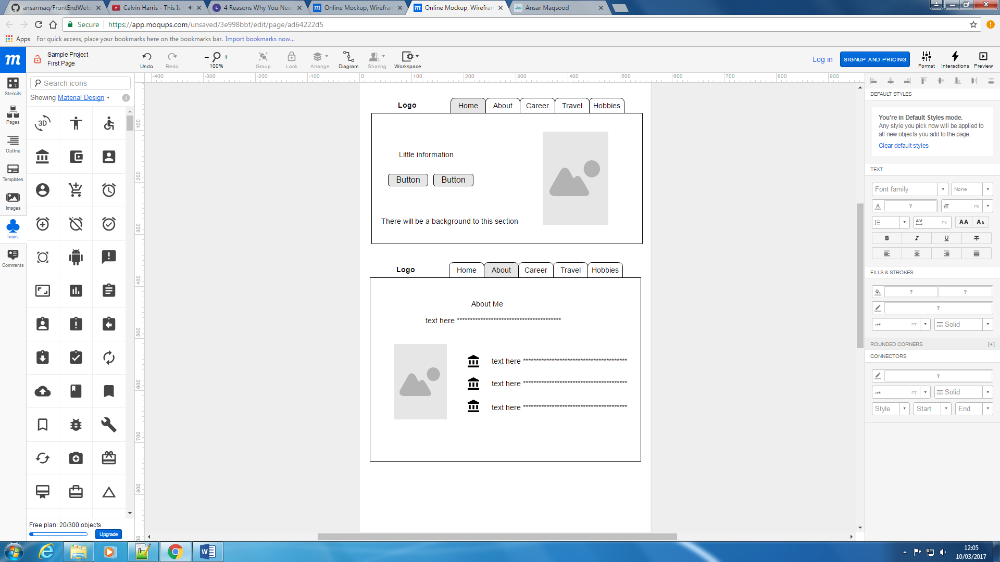 ansarmaq/FrontEndWebs
Calvin Harris - This Is
4 Reasons Why You Nee
Online Mockup, Wirefran
Online Mockup, Wirefran
Ansar Maqsood
Secure
https://app.moqups.com/unsaved/3e998bbf/edit/page/ad64222d5
Apps
For quick access, place your bookmarks here on the bookmarks bar. Import bookmarks now...
m
Sample Project
First Page
Undo
Redo
100%
Group
Lock
Arrange
Diagram
Sharing
Workspace
Log in
SIGNUP AND PRICING
Format
Interactions
Preview
Stencils
Pages
Outline
Templates
Images
Icons
Comments
Search icons
Showing Material Design
3D
Free plan: 20/300 objects
Upgrade
-400 -300 -200 -100 0 100 200 300 400 500 600 700 800 900
100
200
300
400
500
600
700
800
Logo
Home About Career Travel Hobbies
Little information
Button Button
There will be a background to this section
Logo
Home About Career Travel Hobbies
About Me
text here ****************************************
text here ****************************************
text here ****************************************
text here ****************************************
DEFAULT STYLES
You're in Default Styles mode.
Any style you pick now will be applied to
all new objects you add to the page.
Clear default styles
TEXT
Font family
None
A ?
TT PX
AV PX
AA AA
B I U T
FILLS & STROKES
? ?
?
PT Solid
ROUNDED CORNERS [+]
CONNECTORS
?
PT Solid
Style Start End
12:05
10/03/2017